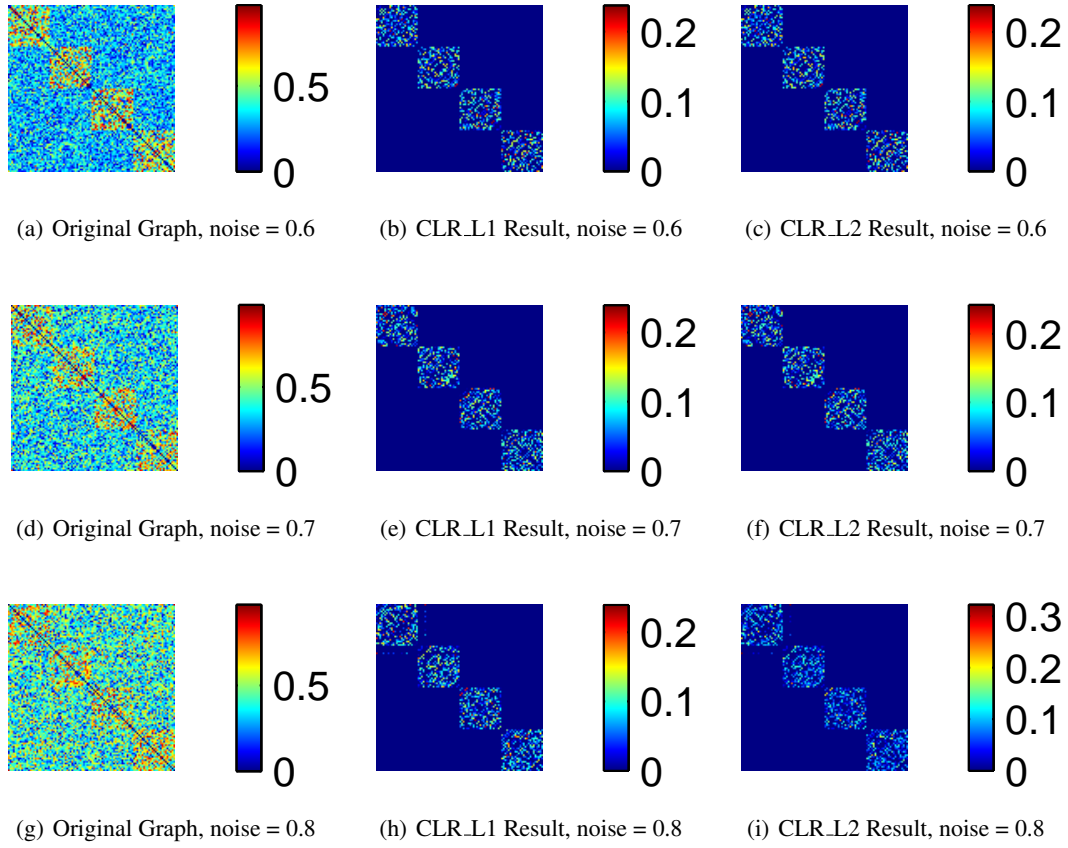 0.5
0
0.2
0.1
0
0.2
0.1
0
(a) Original Graph, noise = 0.6
(b) CLR_L1 Result, noise = 0.6
(c) CLR_L2 Result, noise = 0.6
0.5
0
0.2
0.1
0
0.2
0.1
0
(d) Original Graph, noise = 0.7
(e) CLR_L1 Result, noise = 0.7
(f) CLR_L2 Result, noise = 0.7
0.5
0
0.2
0.1
0
0.3
0.2
0.1
0
(g) Original Graph, noise = 0.8
(h) CLR_L1 Result, noise = 0.8
(i) CLR_L2 Result, noise = 0.8